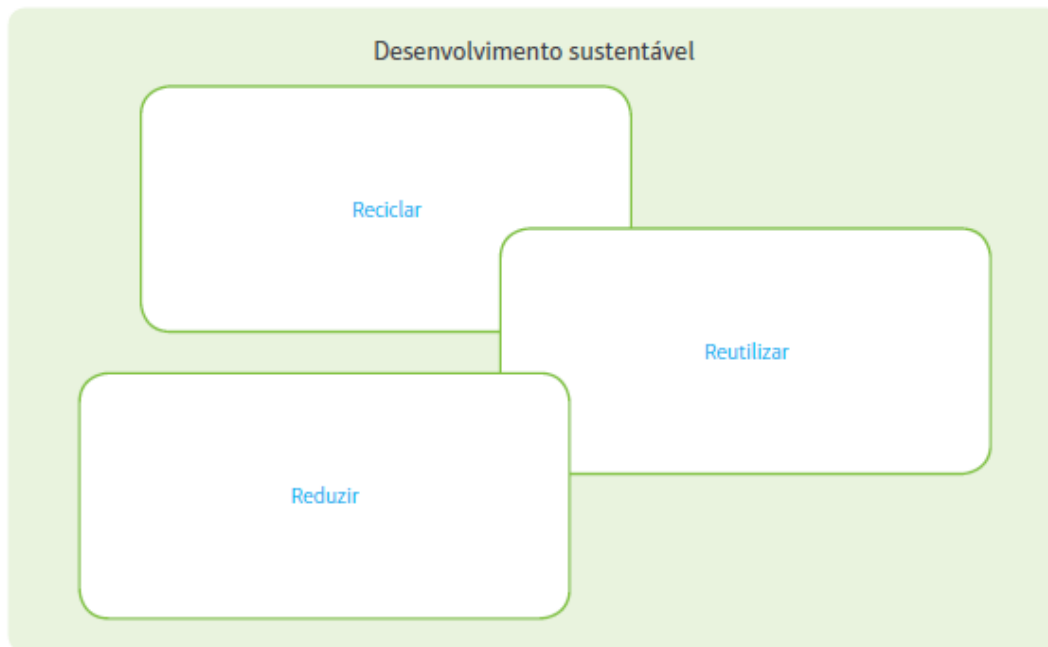 Desenvolvimento sustentável
Reciclar
Reutilizar
Reduzir